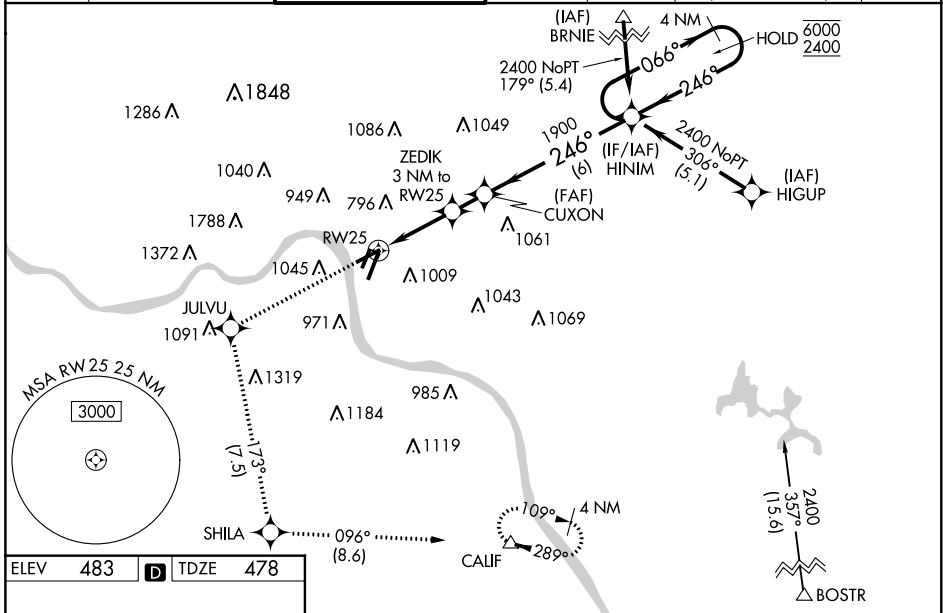 (IAF)
BRNIE
4 NM
HOLD 6000
2400
2400 NoPT
179° (5.4)
066°
246°
1848
1286
1086
1049
1900
246°
(6)
(IF/IAF)
HINIM
2400 NoPT
306°
(5.1)
(IAF)
HIGUP
ZEDIK
3 NM to
RW25
1040
949
796
(FAF)
CUXON
1788
1061
RW25
1372
1045
1009
JULVU
1043
1091
971
1069
MSA RW25 25 NM
3000
1319
985
1184
1119
173°
(7.5)
2400
357°
(15.6)
109°
4 NM
SHILA
096°
(8.6)
CALIF
289°
BOSTR
ELEV 483 D TDZE 478